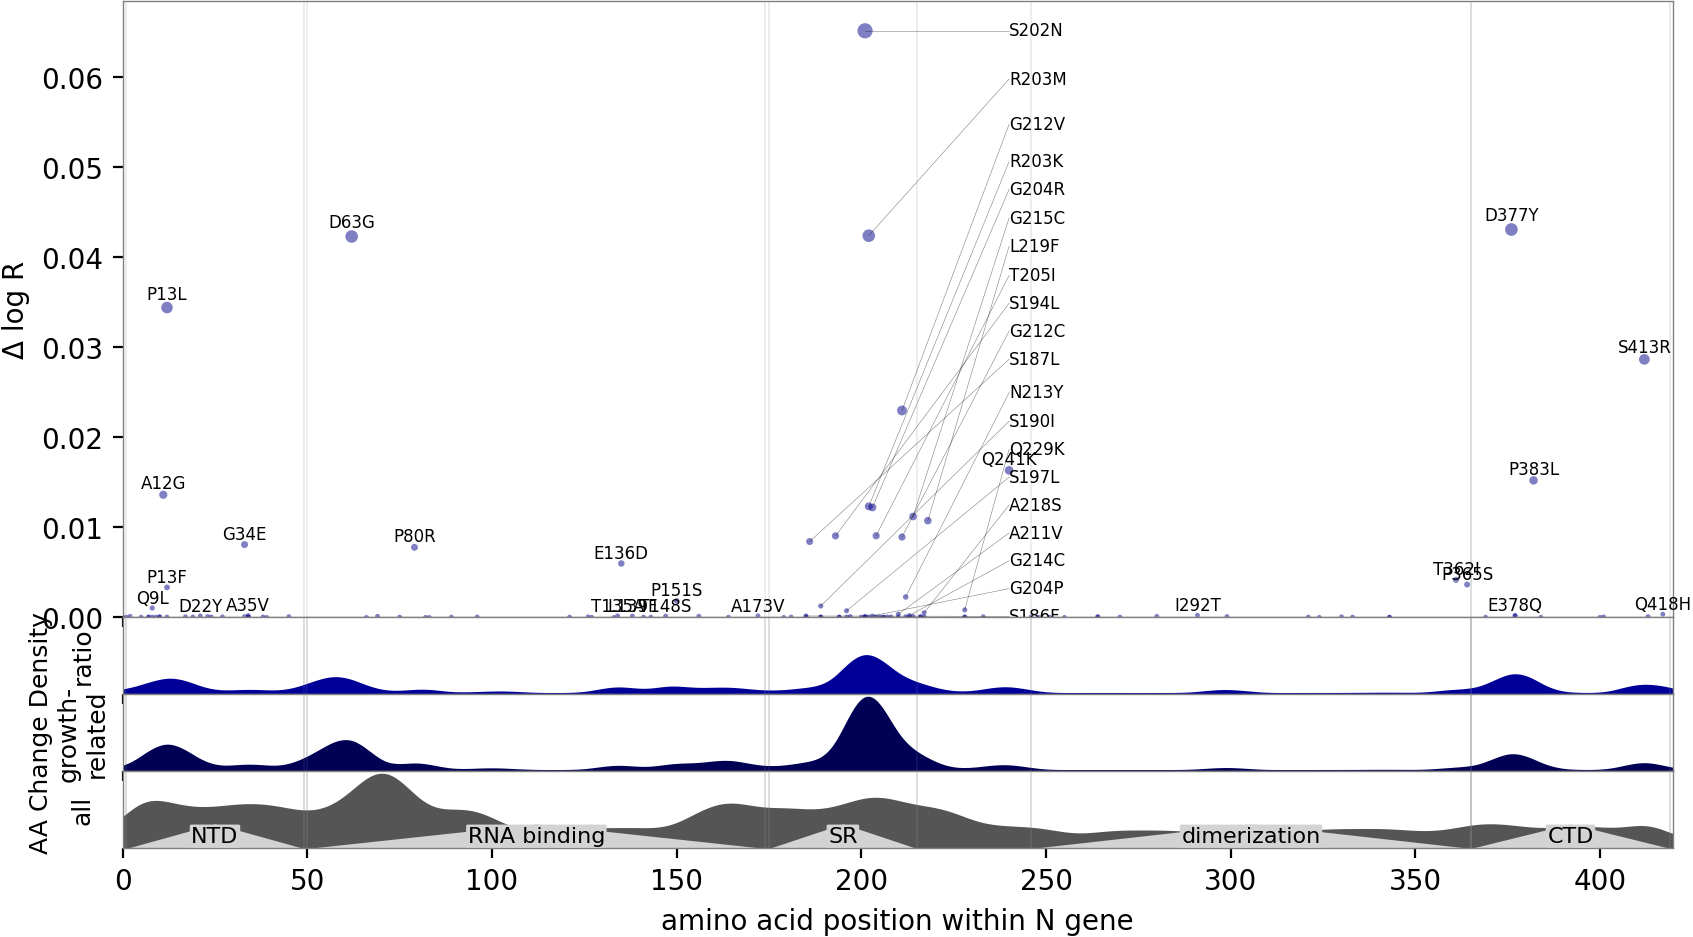 S202N
R203M
G212V
R203K
G204R
G215C
L219F
T205I
S194L
G212C
S187L
N213Y
S190I
Q229K
Q241K
S197L
A218S
A211V
G214C
G204P
D63G
P13L
A12G
G34E
P13F
Q9L
D22Y
A35V
P80R
E136D
P151S
A173V
D377Y
S413R
P383L
P365S
I292T
E378Q
Q418H
0.06
0.05
0.04
0.03
0.02
0.01
0.00
Δ log R
AA Change Density
ratio
growth-
related
all
NTD
RNA binding
SR
dimerization
CTD
0
50
100
150
200
250
300
350
400
amino acid position within N gene